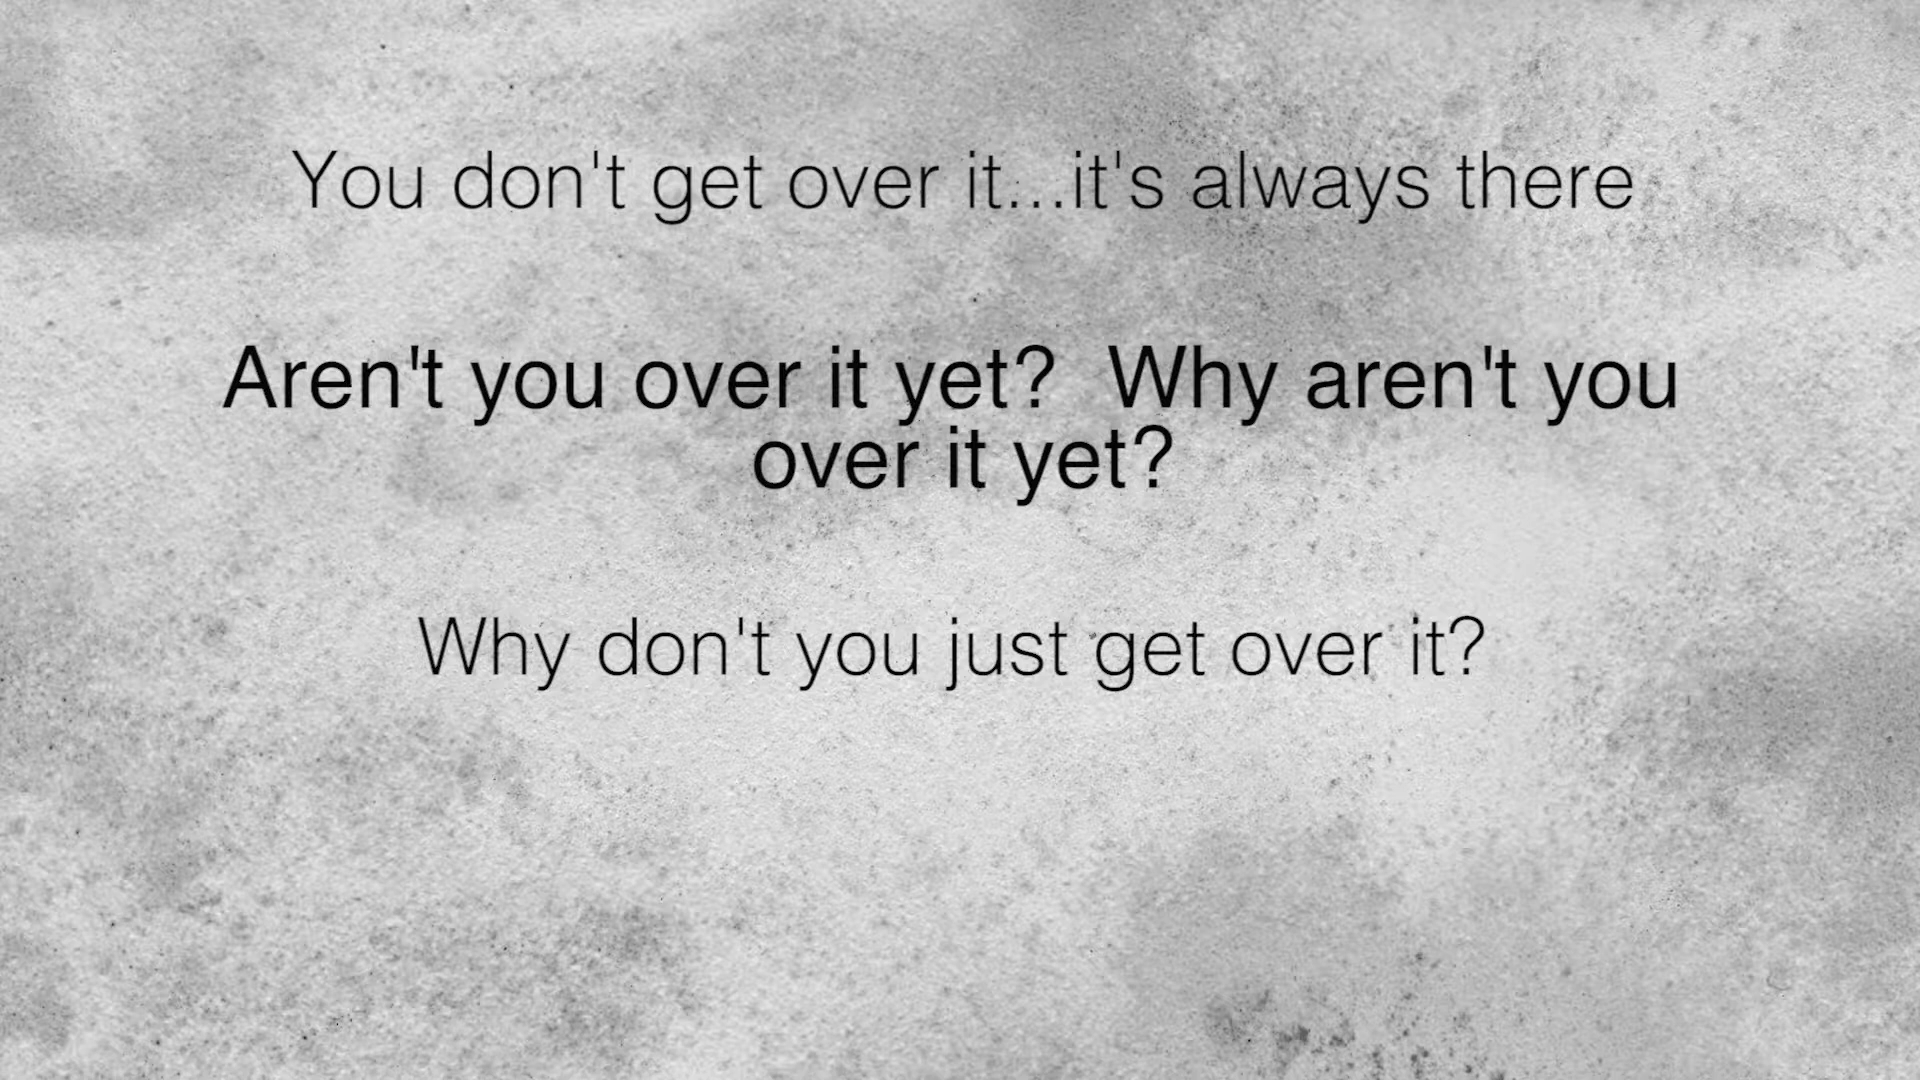 You don't get over it...it's always there
Aren't you over it yet?  Why aren't you
over it yet?
Why don't you just get over it?